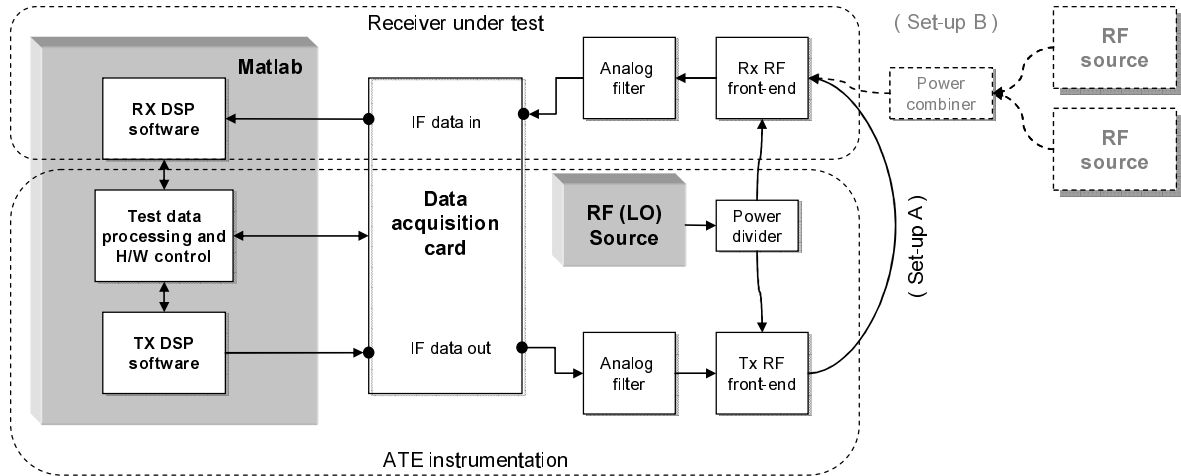 Receiver under test
( Set-up B )
RF
source
Matlab
Analog
filter
Rx RF
front-end
Power
combiner
RX DSP
software
IF data in
RF
source
Test data
processing and
H/W control
Data
acquisition
card
RF (LO)
Source
Power
divider
( Set-up A )
TX DSP
software
IF data out
Analog
filter
Tx RF
front-end
ATE instrumentation